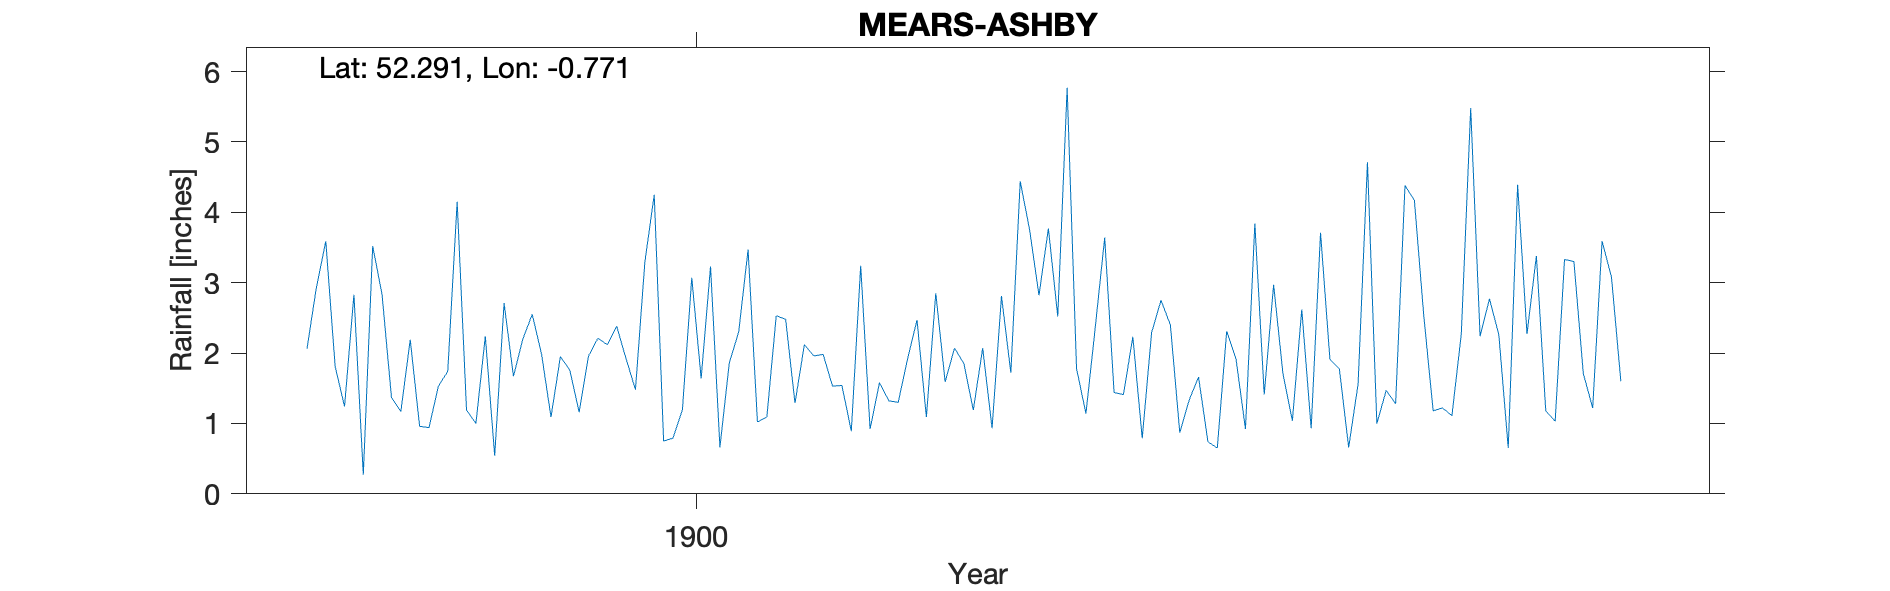 MEARS-ASHBY
Lat: 52.291, Lon: -0.771
6
5
4
3
2
1
0
Rainfall [inches]
1900
Year